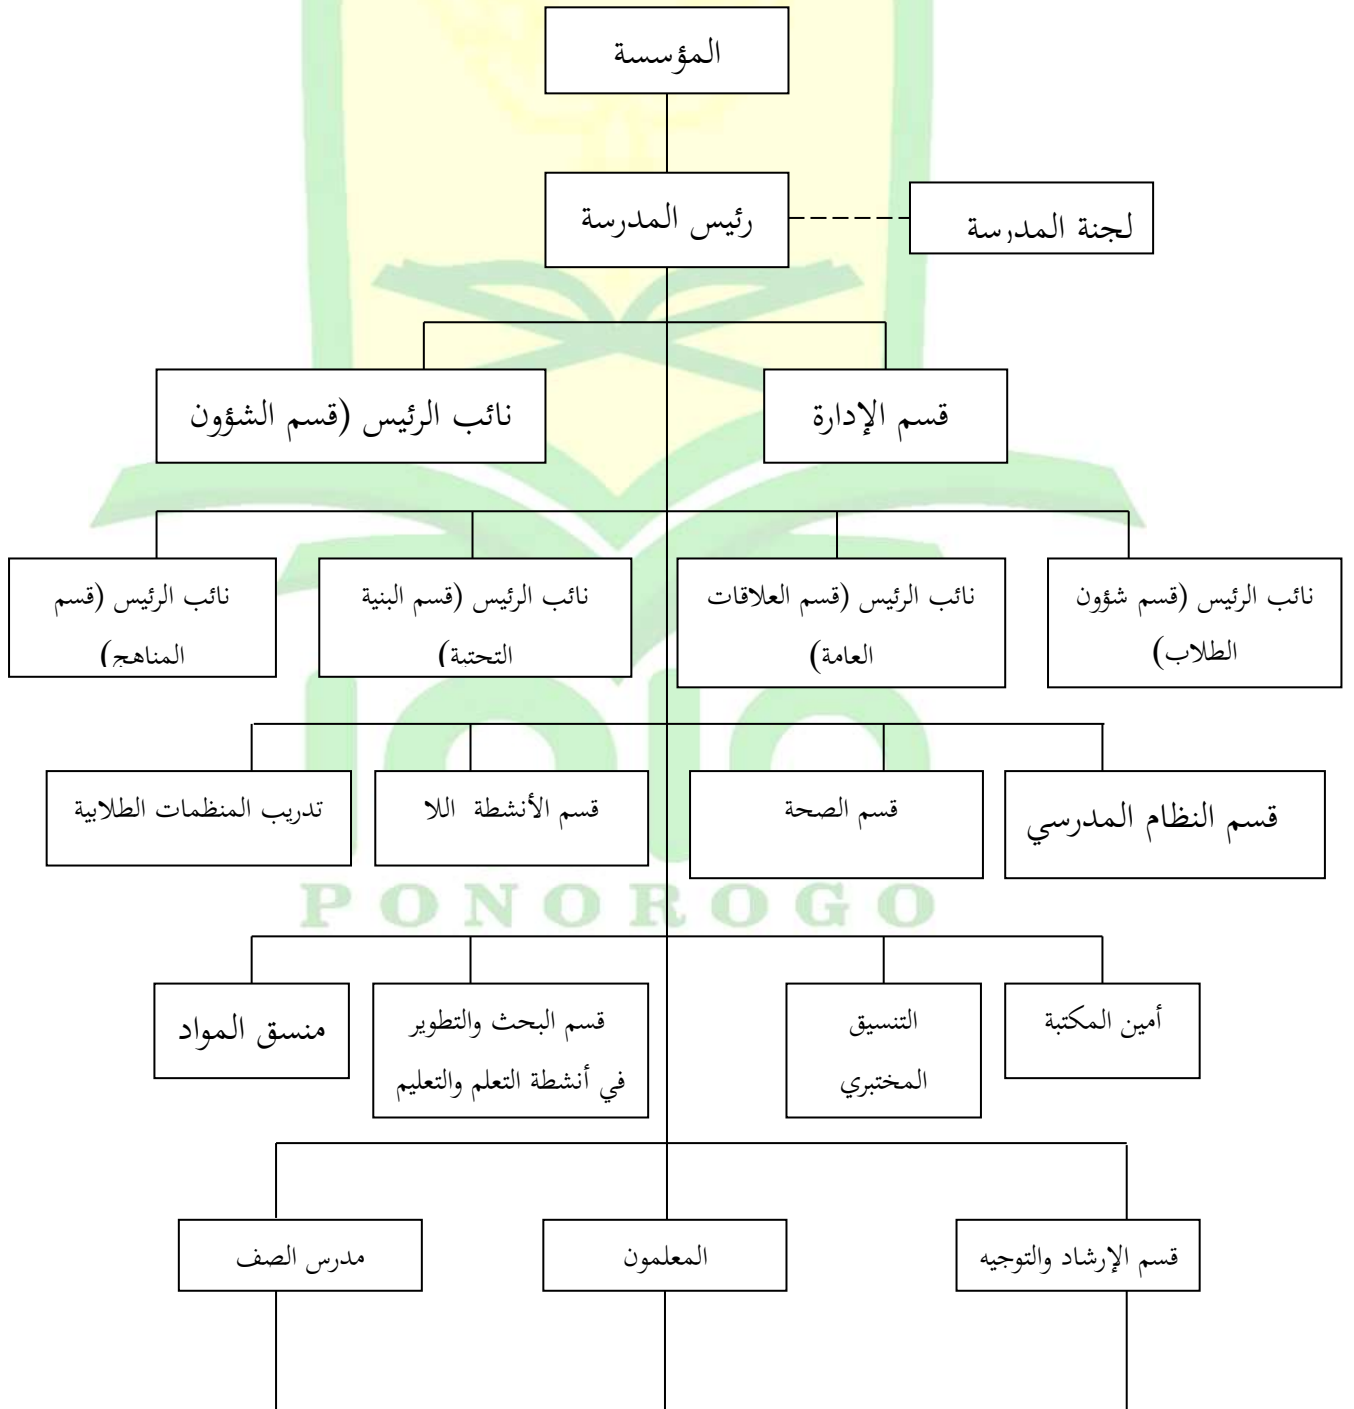 المؤسسة
رئيس المدرسة
لجنة المدرسة
قسم الإدارة
نائب الرئيس (قسم الشؤون
نائب الرئيس (قسم شؤون
الطلاب)
نائب الرئيس (قسم العلاقات
العامة)
نائب الرئيس (قسم البنية
التحتية)
نائب الرئيس (قسم
المناهج)
قسم النظام المدرسي
قسم الصحة
قسم الأنشطة اللا
تدريب المنظمات الطلابية
PONOROGO
أمين المكتبة
التنسيق
المختبري
قسم البحث والتطوير
في أنشطة التعلم والتعليم
منسق المواد
قسم الإرشاد والتوجيه
المعلمون
مدرس الصف